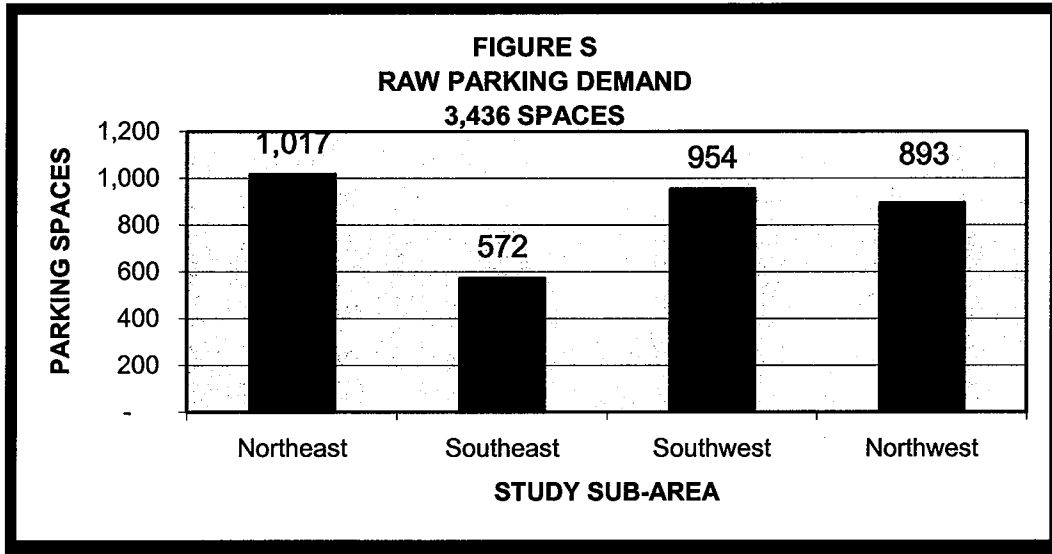 FIGURE S
RAW PARKING DEMAND
3,436 SPACES
PARKING SPACES
1,200
1,000
800
600
400
200
-
1,017
572
954
893
Northeast
Southeast
Southwest
Northwest
STUDY SUB-AREA